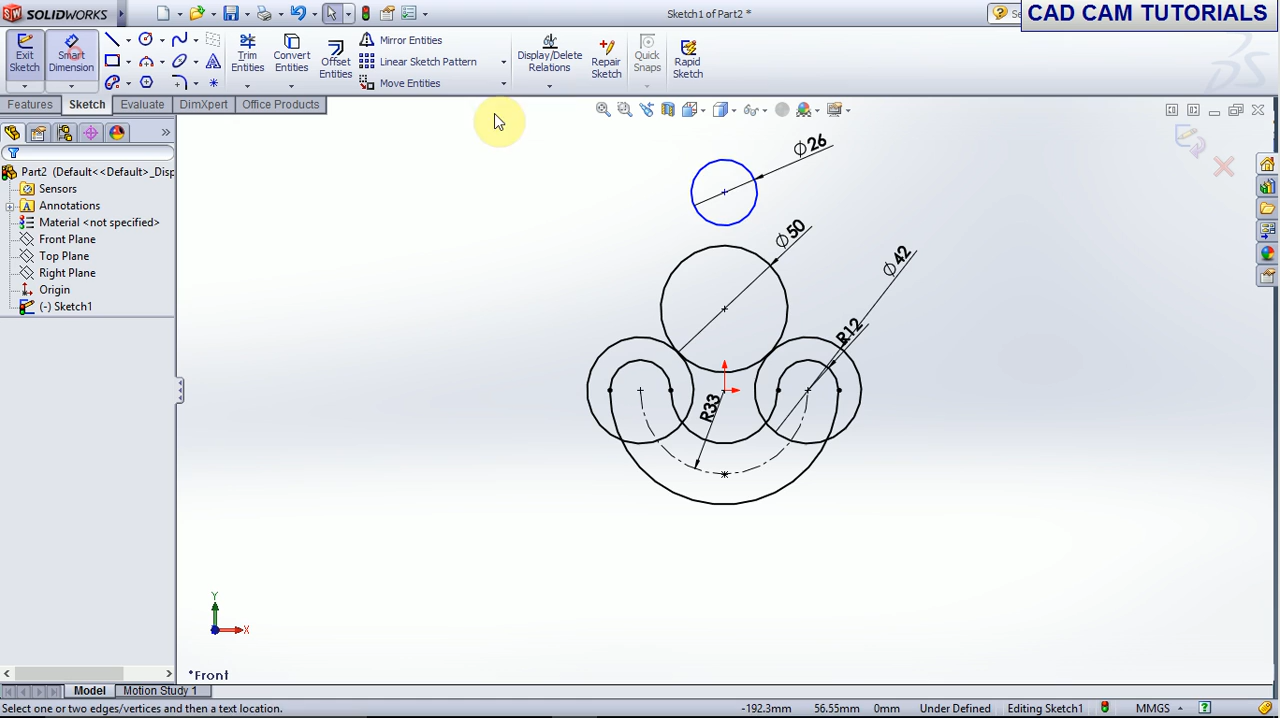 SOLIDWORKS
Sketch1 of Part2 *
CAD CAM TUTORIALS
Exit Sketch
Smart Dimension
Trim Entities
Convert Entities
Offset Entities
Mirror Entities
Linear Sketch Pattern
Move Entities
Display/Delete Relations
Repair Sketch
Quick Snaps
Rapid Sketch
Features
Sketch
Evaluate
DimXpert
Office Products
Part2 (Default<<Default>_Disp
Sensors
Annotations
Material <not specified>
Front Plane
Top Plane
Right Plane
Origin
(-) Sketch1
∅26
∅50
∅42
R12
R33
Y
X
*Front
Model
Motion Study 1
Select one or two edges/vertices and then a text location.
-192.3mm
56.55mm
0mm
Under Defined
Editing Sketch1
MMGS